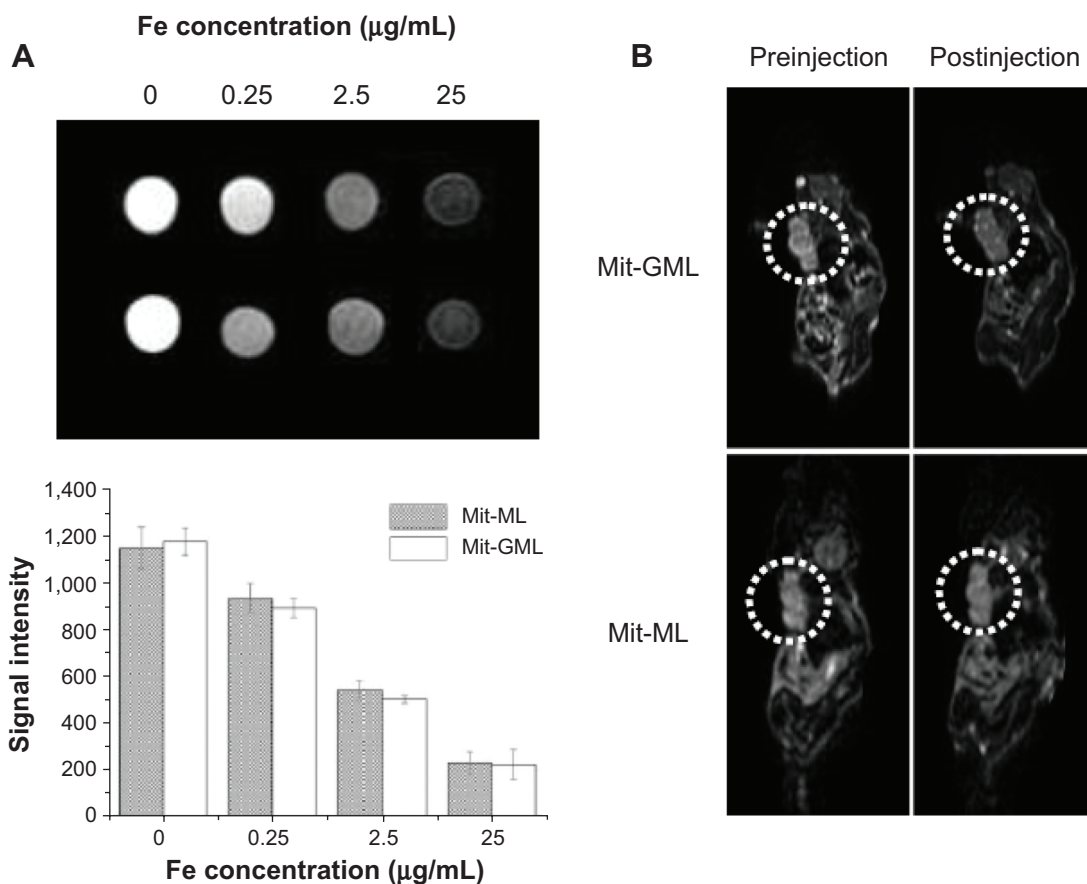 Fe concentration (μg/mL)
A
0 0.25 2.5 25
1,400
1,200
1,000
800
600
400
200
0
Signal intensity
Mit-ML
Mit-GML
0 0.25 2.5 25
Fe concentration (μg/mL)
B
Preinjection Postinjection
Mit-GML
Mit-ML